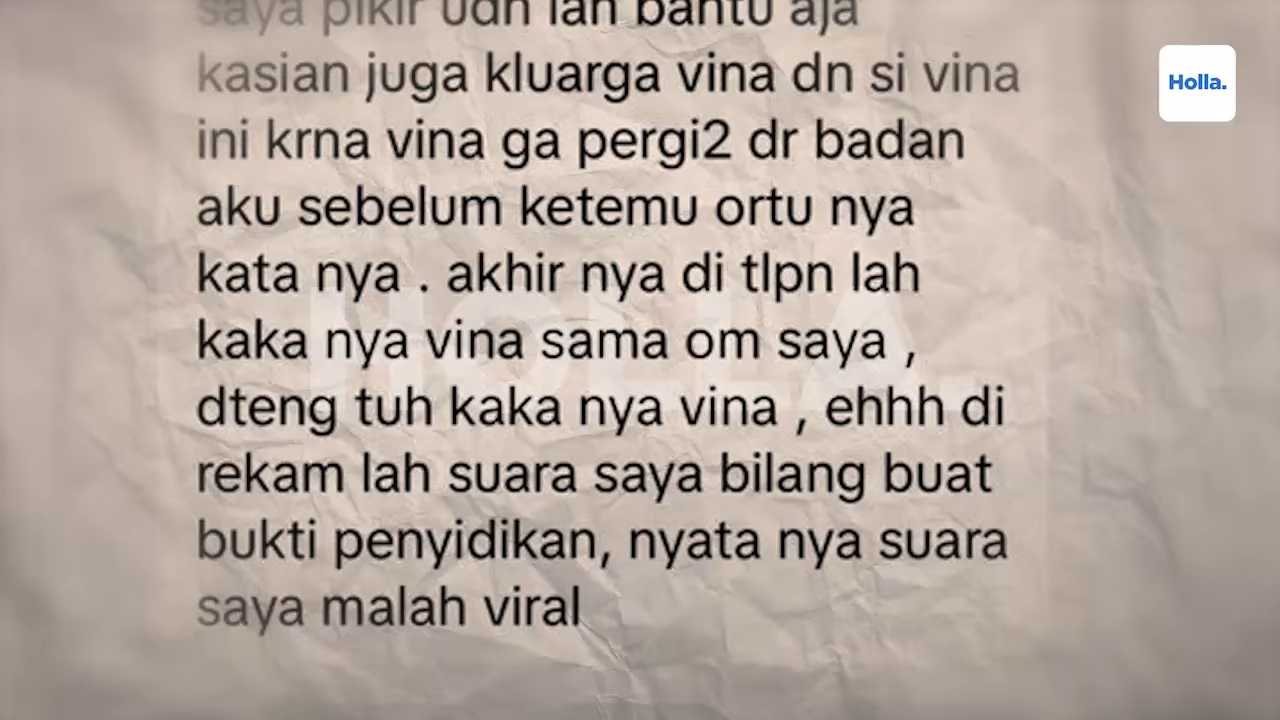 saya pikir udh lah bantu aja
kasian juga kluarga vina dn si vina
ini krna vina ga pergi2 dr badan
aku sebelum ketemu ortu nya
kata nya . akhir nya di tlpn lah
kaka nya vina sama om saya ,
dteng tuh kaka nya vina , ehhh di
rekam lah suara saya bilang buat
bukti penyidikan, nyata nya suara
saya malah viral
Holla.
HOLLA